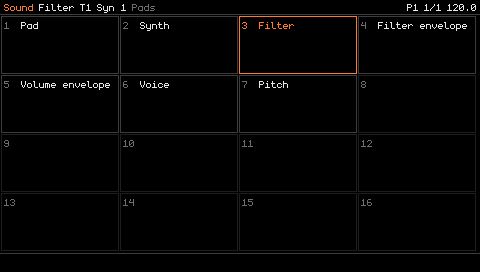 Sound Filter T1 Syn 1 Pads P1 1/1 120.0
1 Pad 2 Synth 3 Filter 4 Filter envelope
5 Volume envelope 6 Voice 7 Pitch 8
9 10 11 12
13 14 15 16